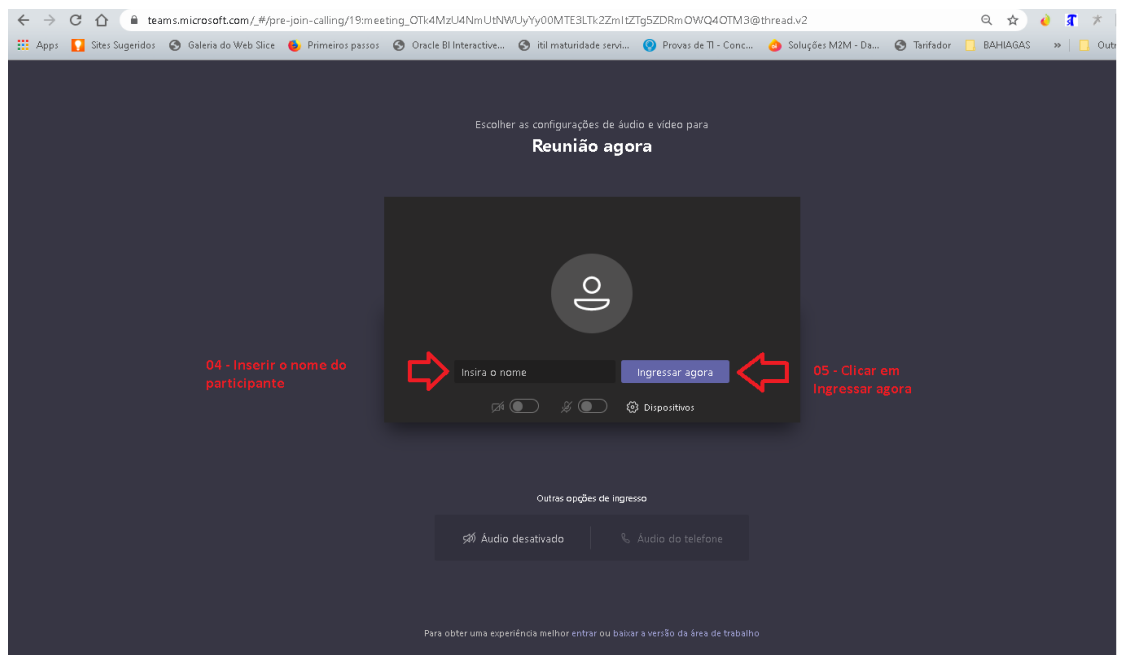 teams.microsoft.com/_#/pre-join-calling/19:meeting_OTk4MzU4NmUtNWUyYy00MTE3LTk2ZmItZTg5ZDRmOWQ4OTM3@thread.v2
Apps Sites Sugeridos Galeria do Web Slice Primeiros passos Oracle BI Interactive... itil maturidade servi... Provas de TI - Conc... Soluções M2M - Da... Tarifador BAHIAGAS » Outr
Escolher as configurações de áudio e vídeo para
Reunião agora
04 - Inserir o nome do
participante
Insira o nome
Ingressar agora
05 - Clicar em
Ingressar agora
Dispositivos
Outras opções de ingresso
Áudio desativado
Áudio do telefone
Para obter uma experiência melhor entrar ou baixar a versão da área de trabalho